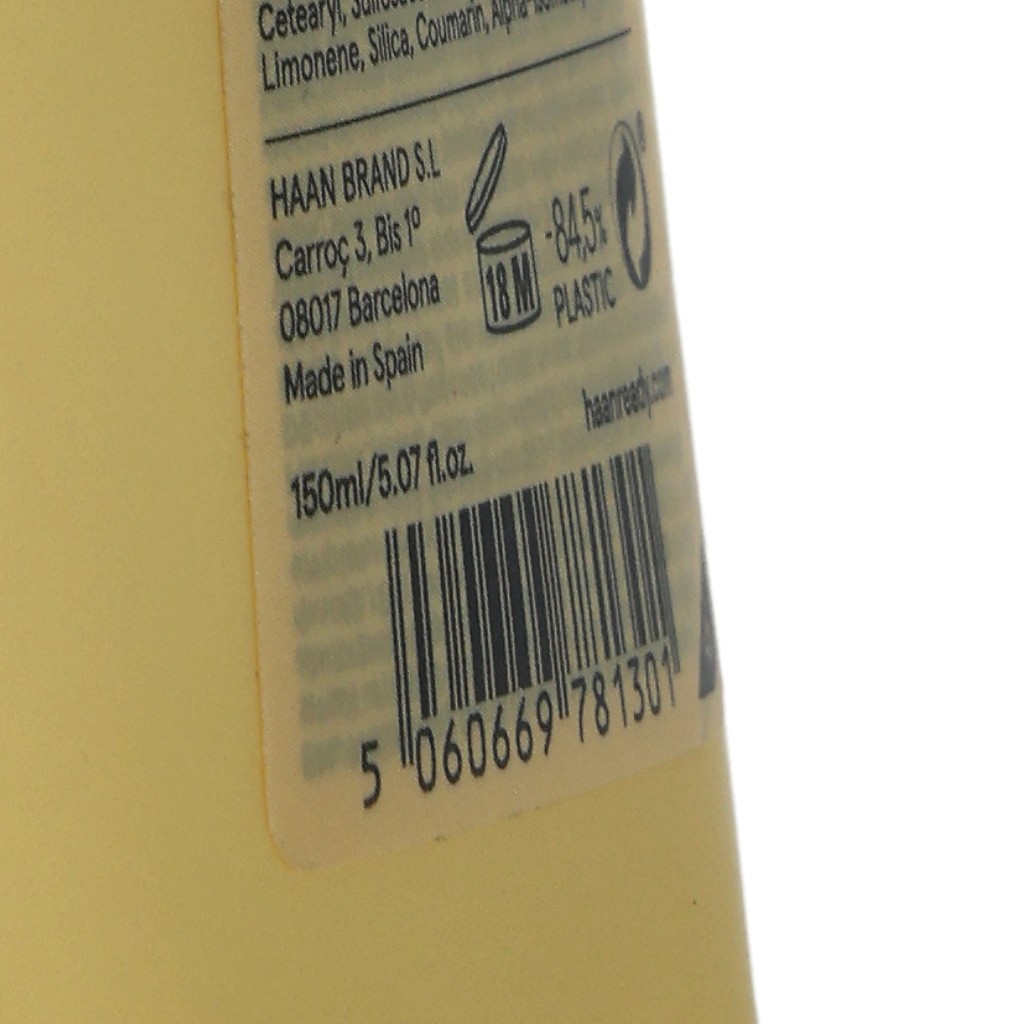 Cetearyl,
Limonene, Silica, Coumarin,
HAAN BRAND S.L
Carroç 3, Bis 1º
08017 Barcelona
Made in Spain
18 M
-84,5%
PLASTIC
®
haanready.com
150ml/5.07 fl.oz.
5 060669 781301